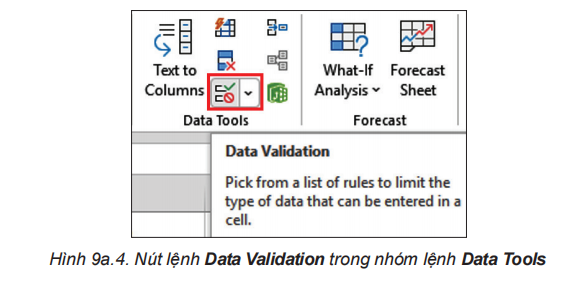 Text to
Columns
What-If
Analysis
Forecast
Sheet
Data Tools
Forecast
Data Validation
Pick from a list of rules to limit the
type of data that can be entered in a
cell.
Hình 9a.4. Nút lệnh Data Validation trong nhóm lệnh Data Tools